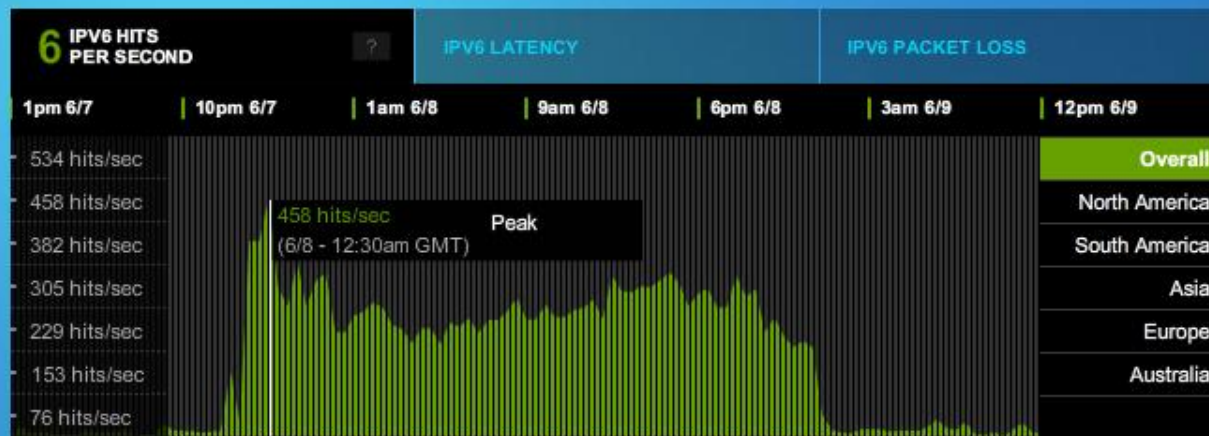 6 IPV6 HITS
PER SECOND
?
IPV6 LATENCY
IPV6 PACKET LOSS
1pm 6/7
10pm 6/7
1am 6/8
9am 6/8
6pm 6/8
3am 6/9
12pm 6/9
534 hits/sec
458 hits/sec
382 hits/sec
305 hits/sec
229 hits/sec
153 hits/sec
76 hits/sec
458 hits/sec
Peak
(6/8 - 12:30am GMT)
Overall
North America
South America
Asia
Europe
Australia